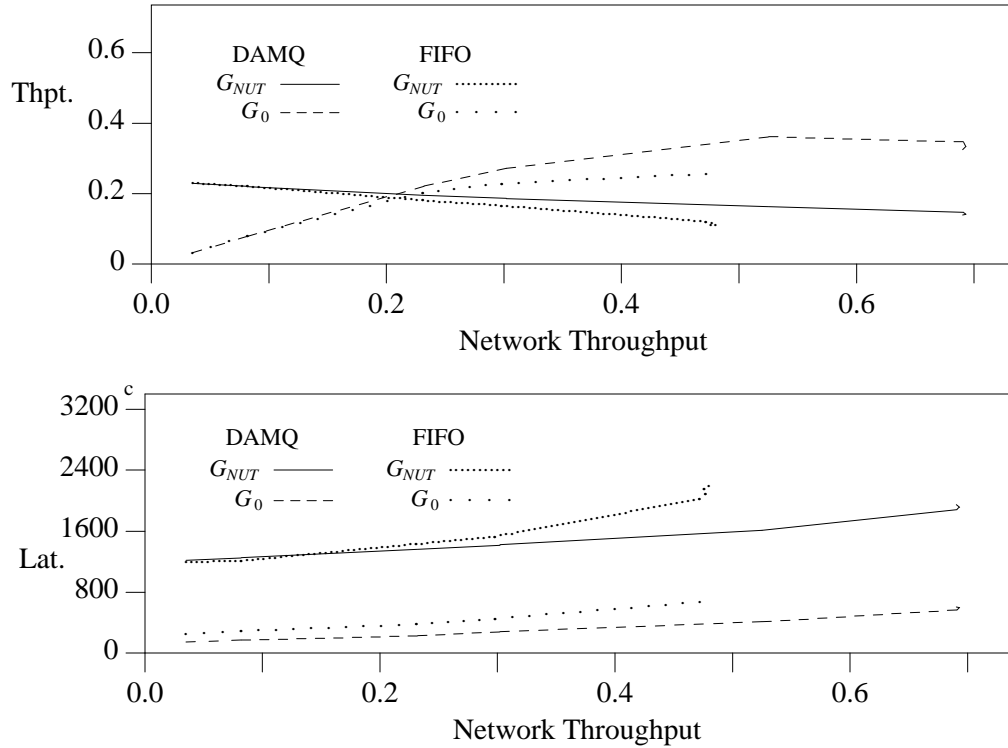 0.6
DAMQ FIFO
G_NUT G_NUT
Thpt.
G_0 G_0
0.4
0.2
0
0.0 0.2 0.4 0.6
Network Throughput
c
3200
DAMQ FIFO
2400
G_NUT G_NUT
G_0 G_0
1600
Lat.
800
0
0.0 0.2 0.4 0.6
Network Throughput